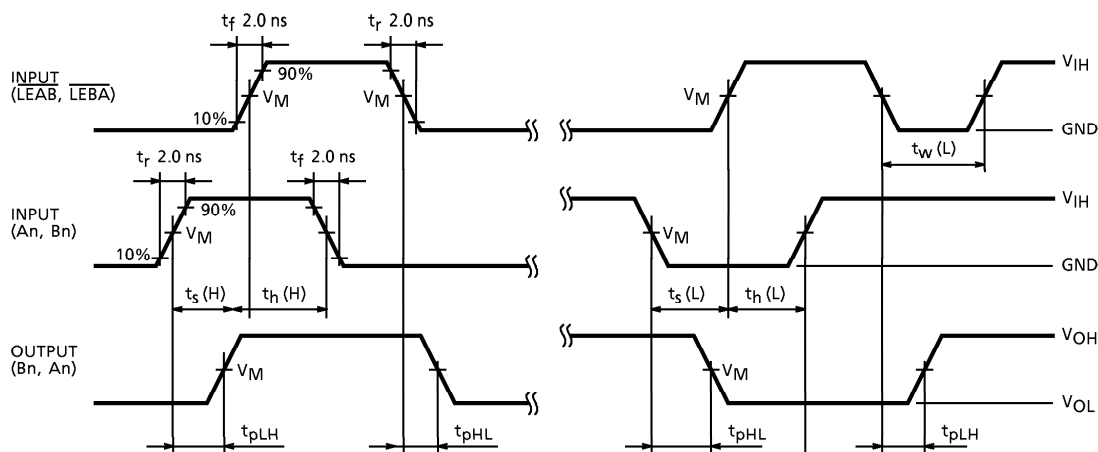 tf 2.0 ns
tr 2.0 ns
INPUT
(LEAB, LEBA)
90%
VM
VM
10%
VM
VIH
GND
tw (L)
tr 2.0 ns
tf 2.0 ns
INPUT
(An, Bn)
90%
VM
10%
VM
VIH
GND
ts (H)
th (H)
ts (L)
th (L)
OUTPUT
(Bn, An)
VM
VM
VOH
VOL
tpLH
tpHL
tpHL
tpLH